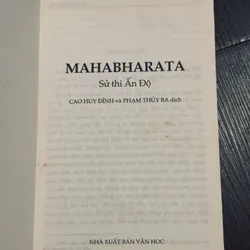 MAHABHARATA
Sử thi Ấn Độ
CAO HUY ĐỈNH và PHẠM THỦY BA dịch
NHÀ XUẤT BẢN VĂN HỌC